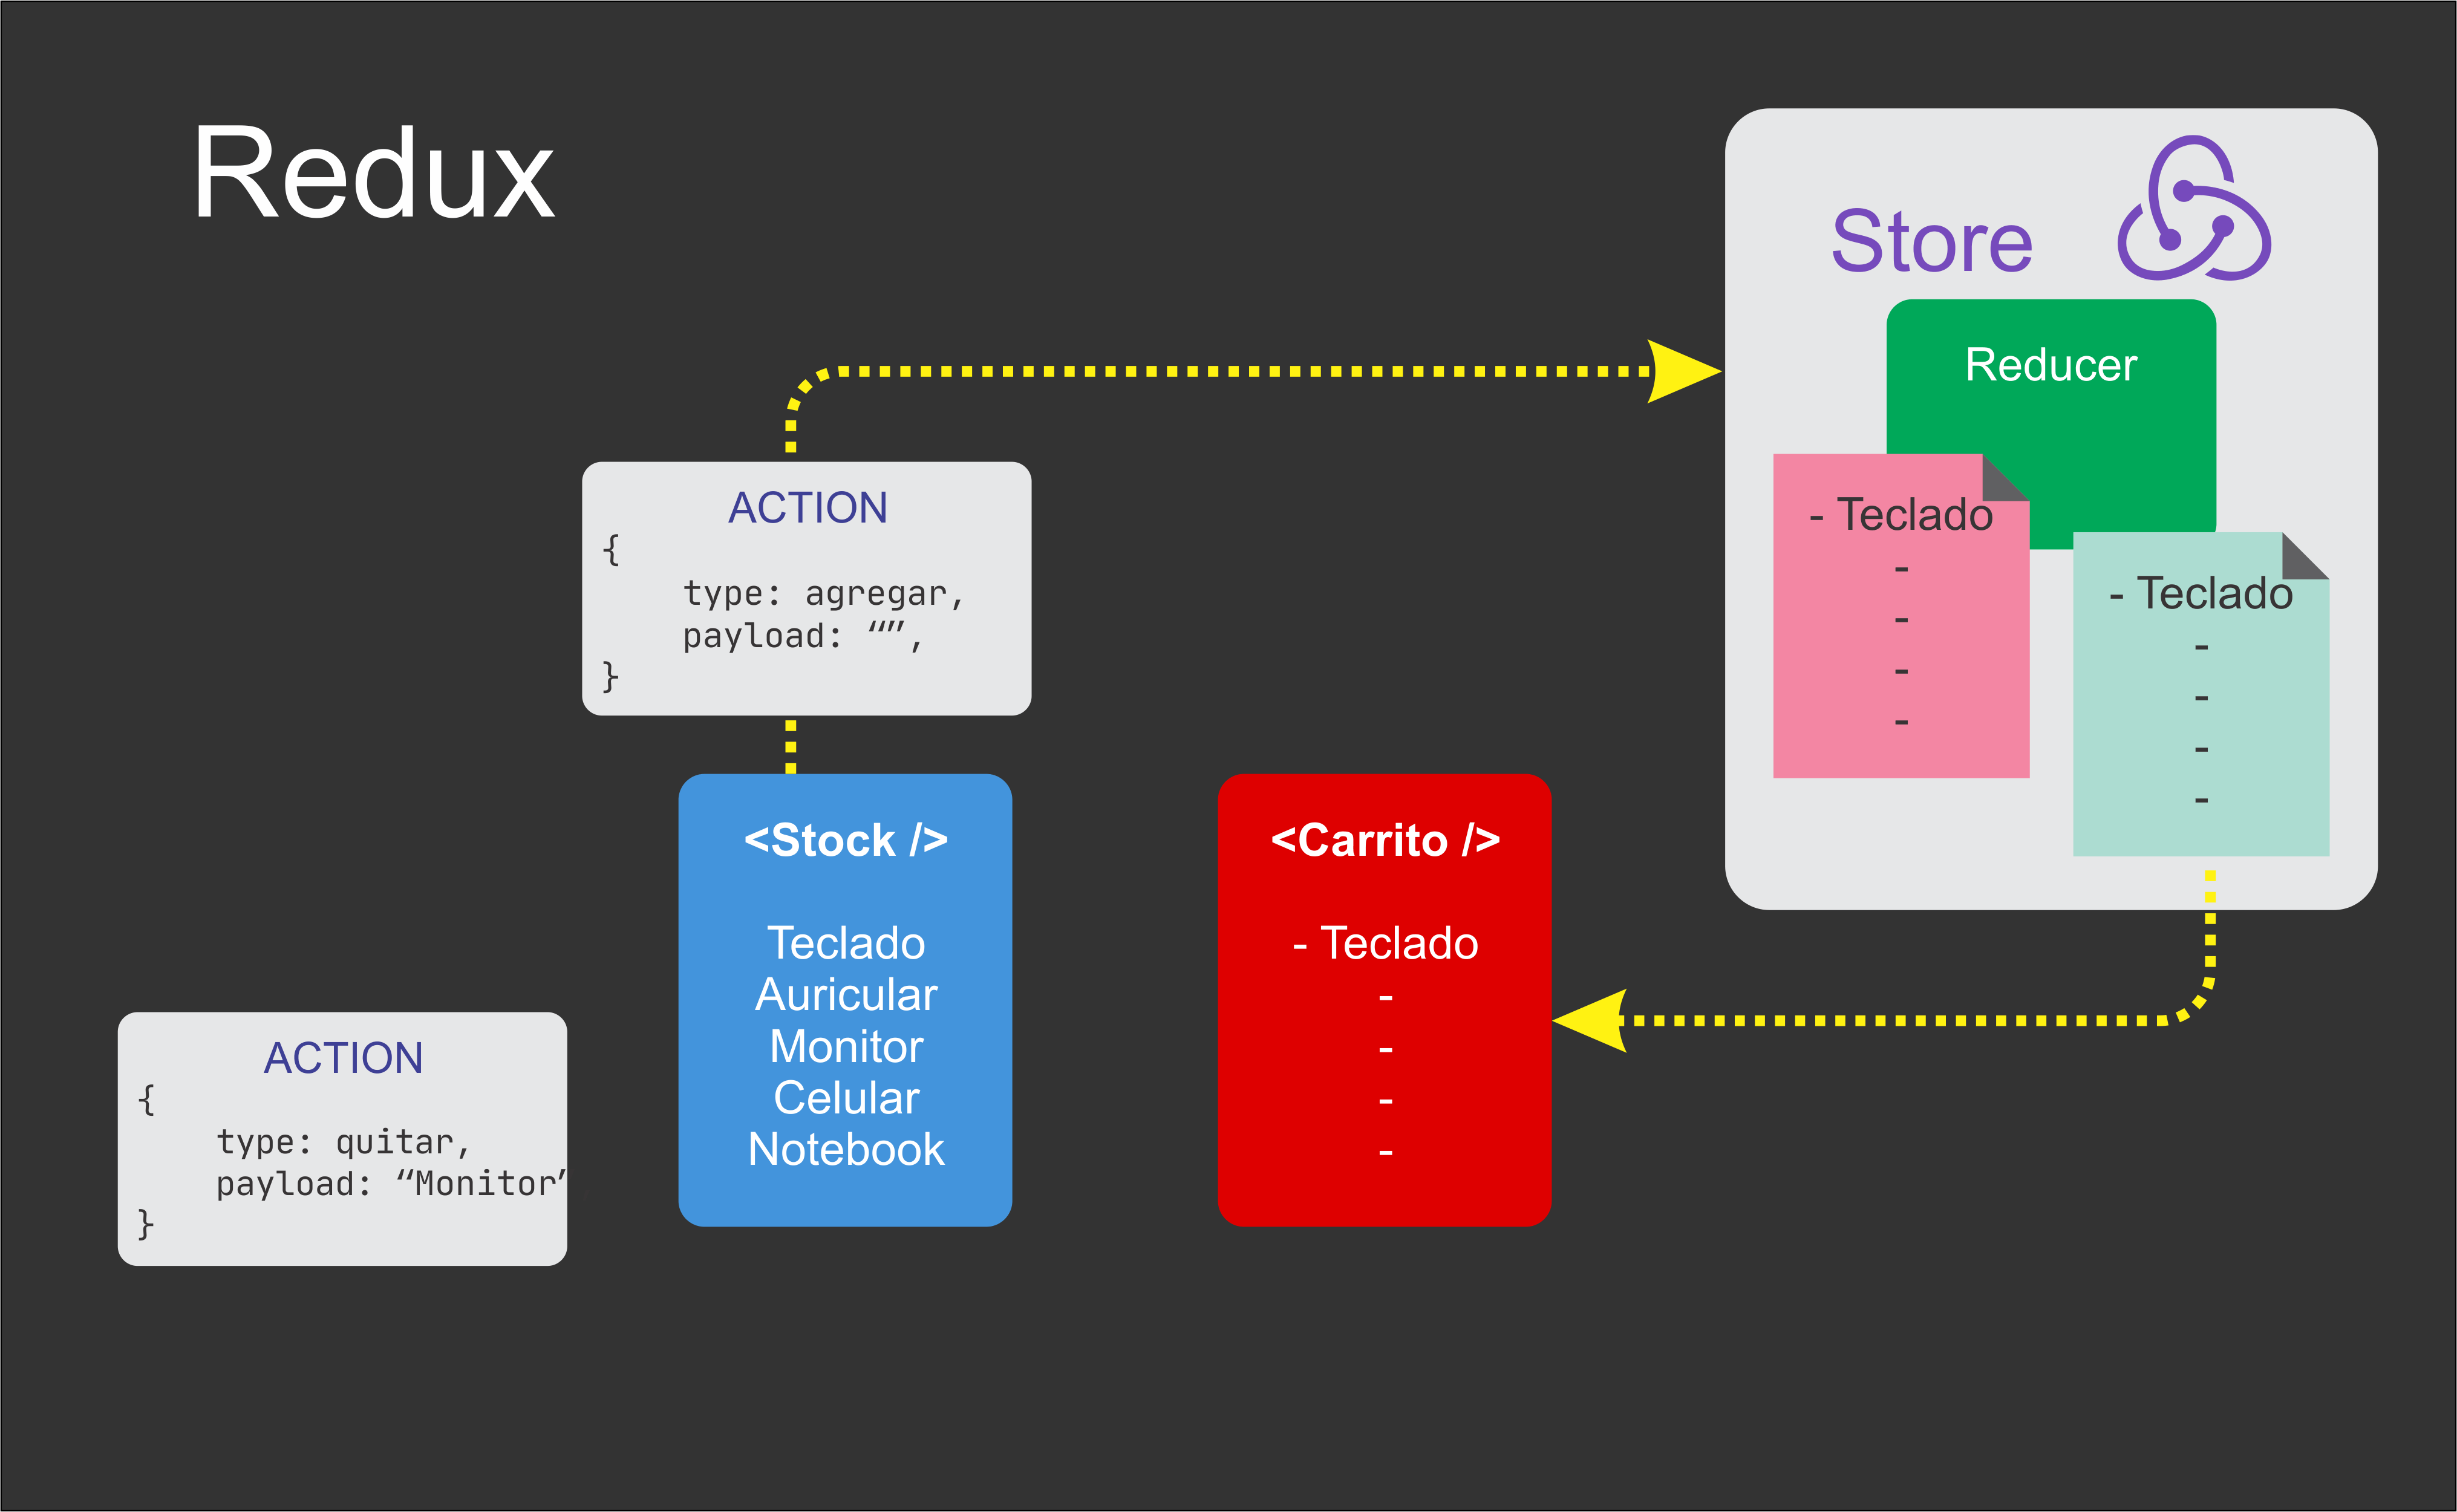 Redux
Store
Reducer
- Teclado
-
-
-
-
- Teclado
-
-
-
-
ACTION
{
type: agregar,
payload: “”,
}
<Stock />
Teclado
Auricular
Monitor
Celular
Notebook
<Carrito />
- Teclado
-
-
-
-
ACTION
{
type: quitar,
payload: “Monitor”
}